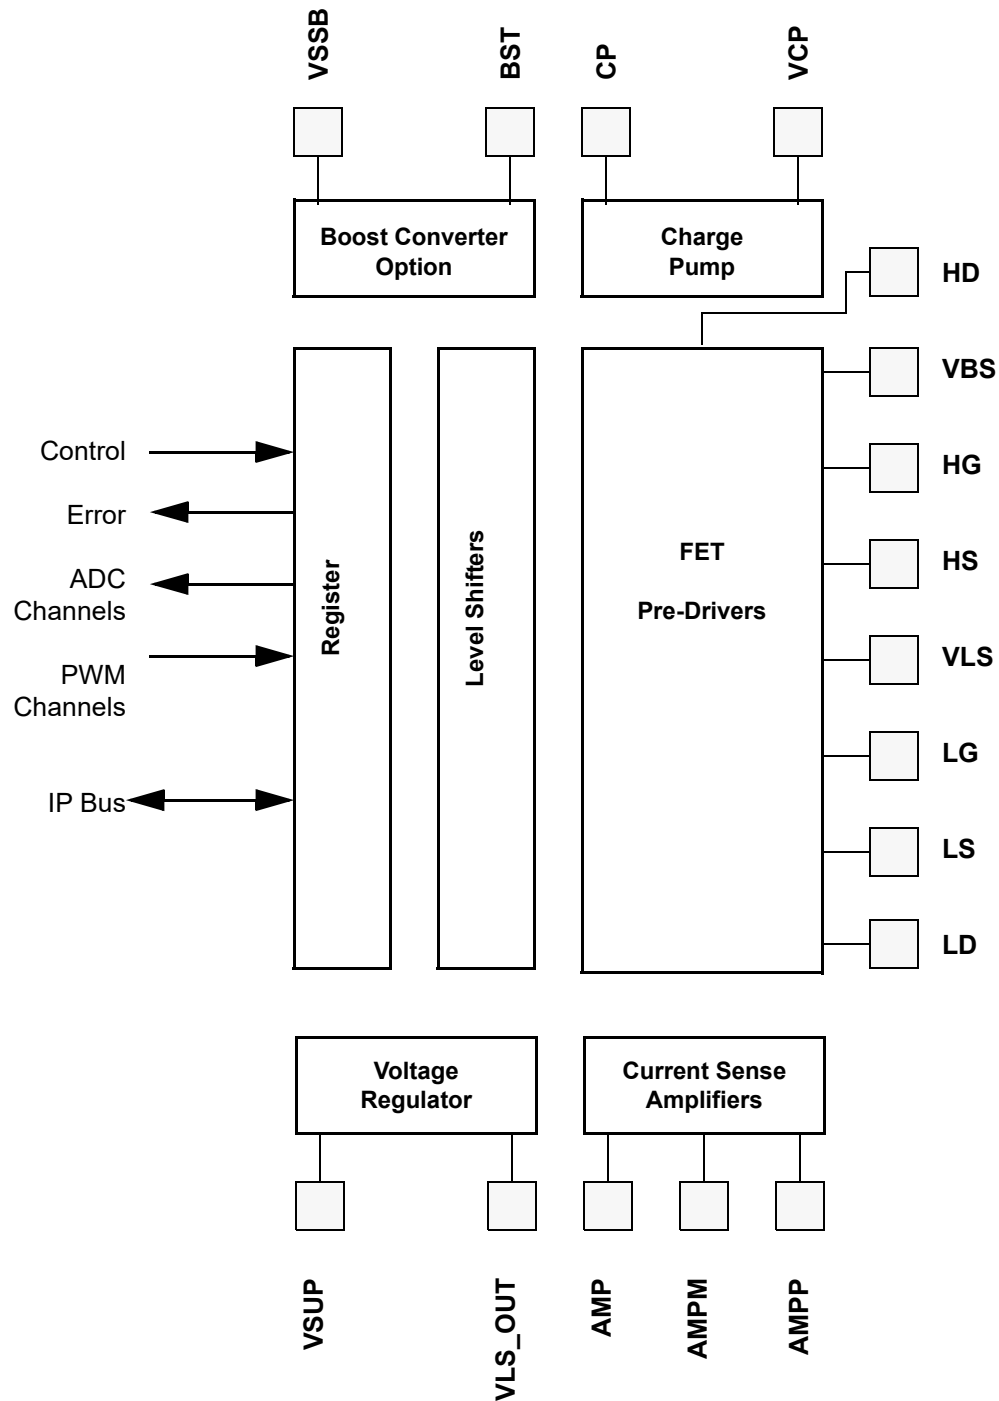 VSSB
BST
CP
VCP
Boost Converter
Option
Charge
Pump
HD
VBS
Control
HG
Error
FET
HS
ADC
Channels
Register
Level Shifters
Pre-Drivers
PWM
Channels
VLS
LG
IP Bus
LS
LD
Voltage
Regulator
Current Sense
Amplifiers
VSUP
VLS_OUT
AMP
AMPM
AMPP